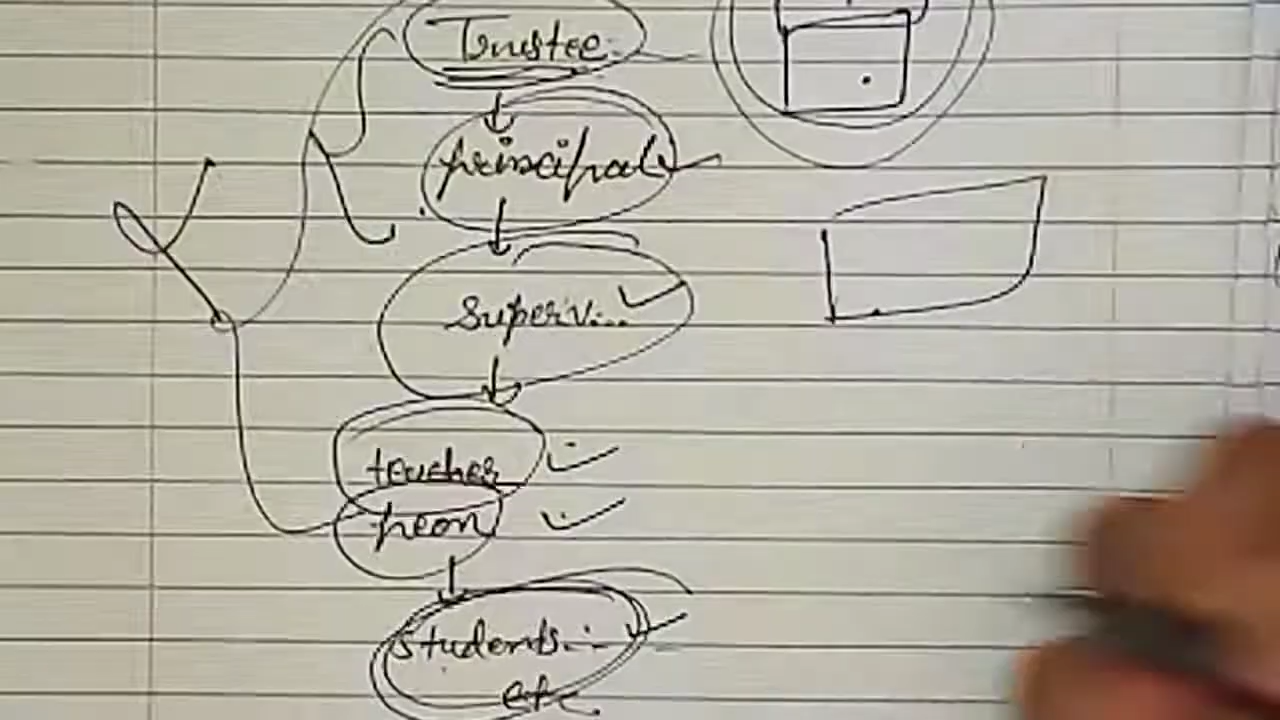 Trustee
principal
superv...
teacher
peon
students...
etc